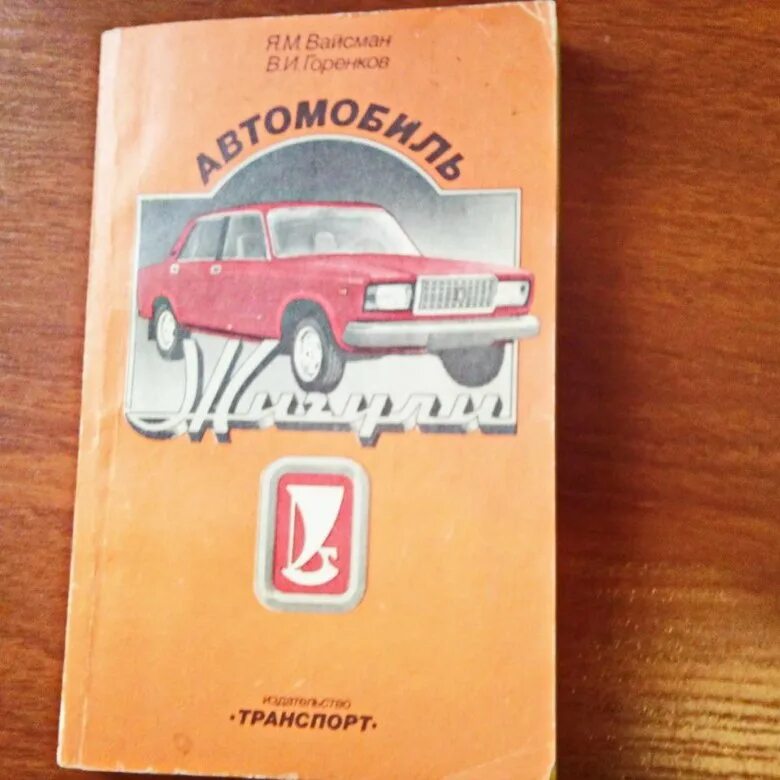 Я.М. Вайсман
В.И. Горенков
АВТОМОБИЛЬ
Жигули
издательство
•ТРАНСПОРТ•